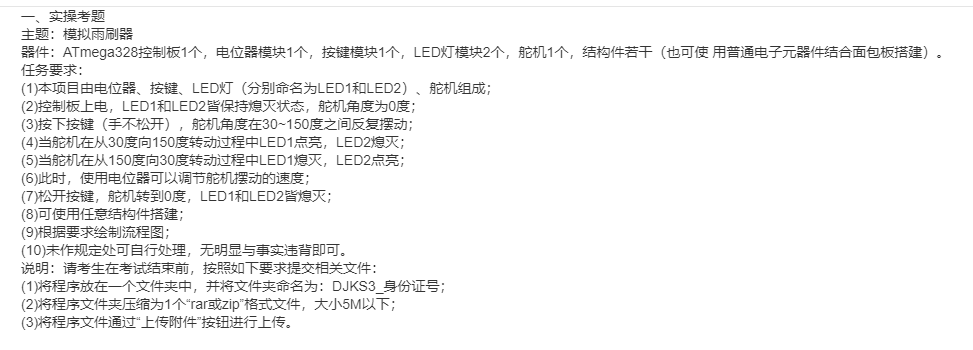 一、实操考题
主题：模拟雨刷器
器件：ATmega328控制板1个，电位器模块1个，按键模块1个，LED灯模块2个，舵机1个，结构件若干（也可使 用普通电子元器件结合面包板搭建）。
任务要求：
(1)本项目由电位器、按键、LED灯（分别命名为LED1和LED2）、舵机组成；
(2)控制板上电，LED1和LED2皆保持熄灭状态，舵机角度为0度；
(3)按下按键（手不松开），舵机角度在30~150度之间反复摆动；
(4)当舵机在从30度向150度转动过程中LED1点亮，LED2熄灭；
(5)当舵机在从150度向30度转动过程中LED1熄灭，LED2点亮；
(6)此时，使用电位器可以调节舵机摆动的速度；
(7)松开按键，舵机转到0度，LED1和LED2皆熄灭；
(8)可使用任意结构件搭建；
(9)根据要求绘制流程图；
(10)未作规定处可自行处理，无明显与事实违背即可。
说明：请考生在考试结束前，按照如下要求提交相关文件：
(1)将程序放在一个文件夹中，并将文件夹命名为：DJKS3_身份证号；
(2)将程序文件夹压缩为1个“rar或zip”格式文件，大小5M以下；
(3)将程序文件通过“上传附件”按钮进行上传。